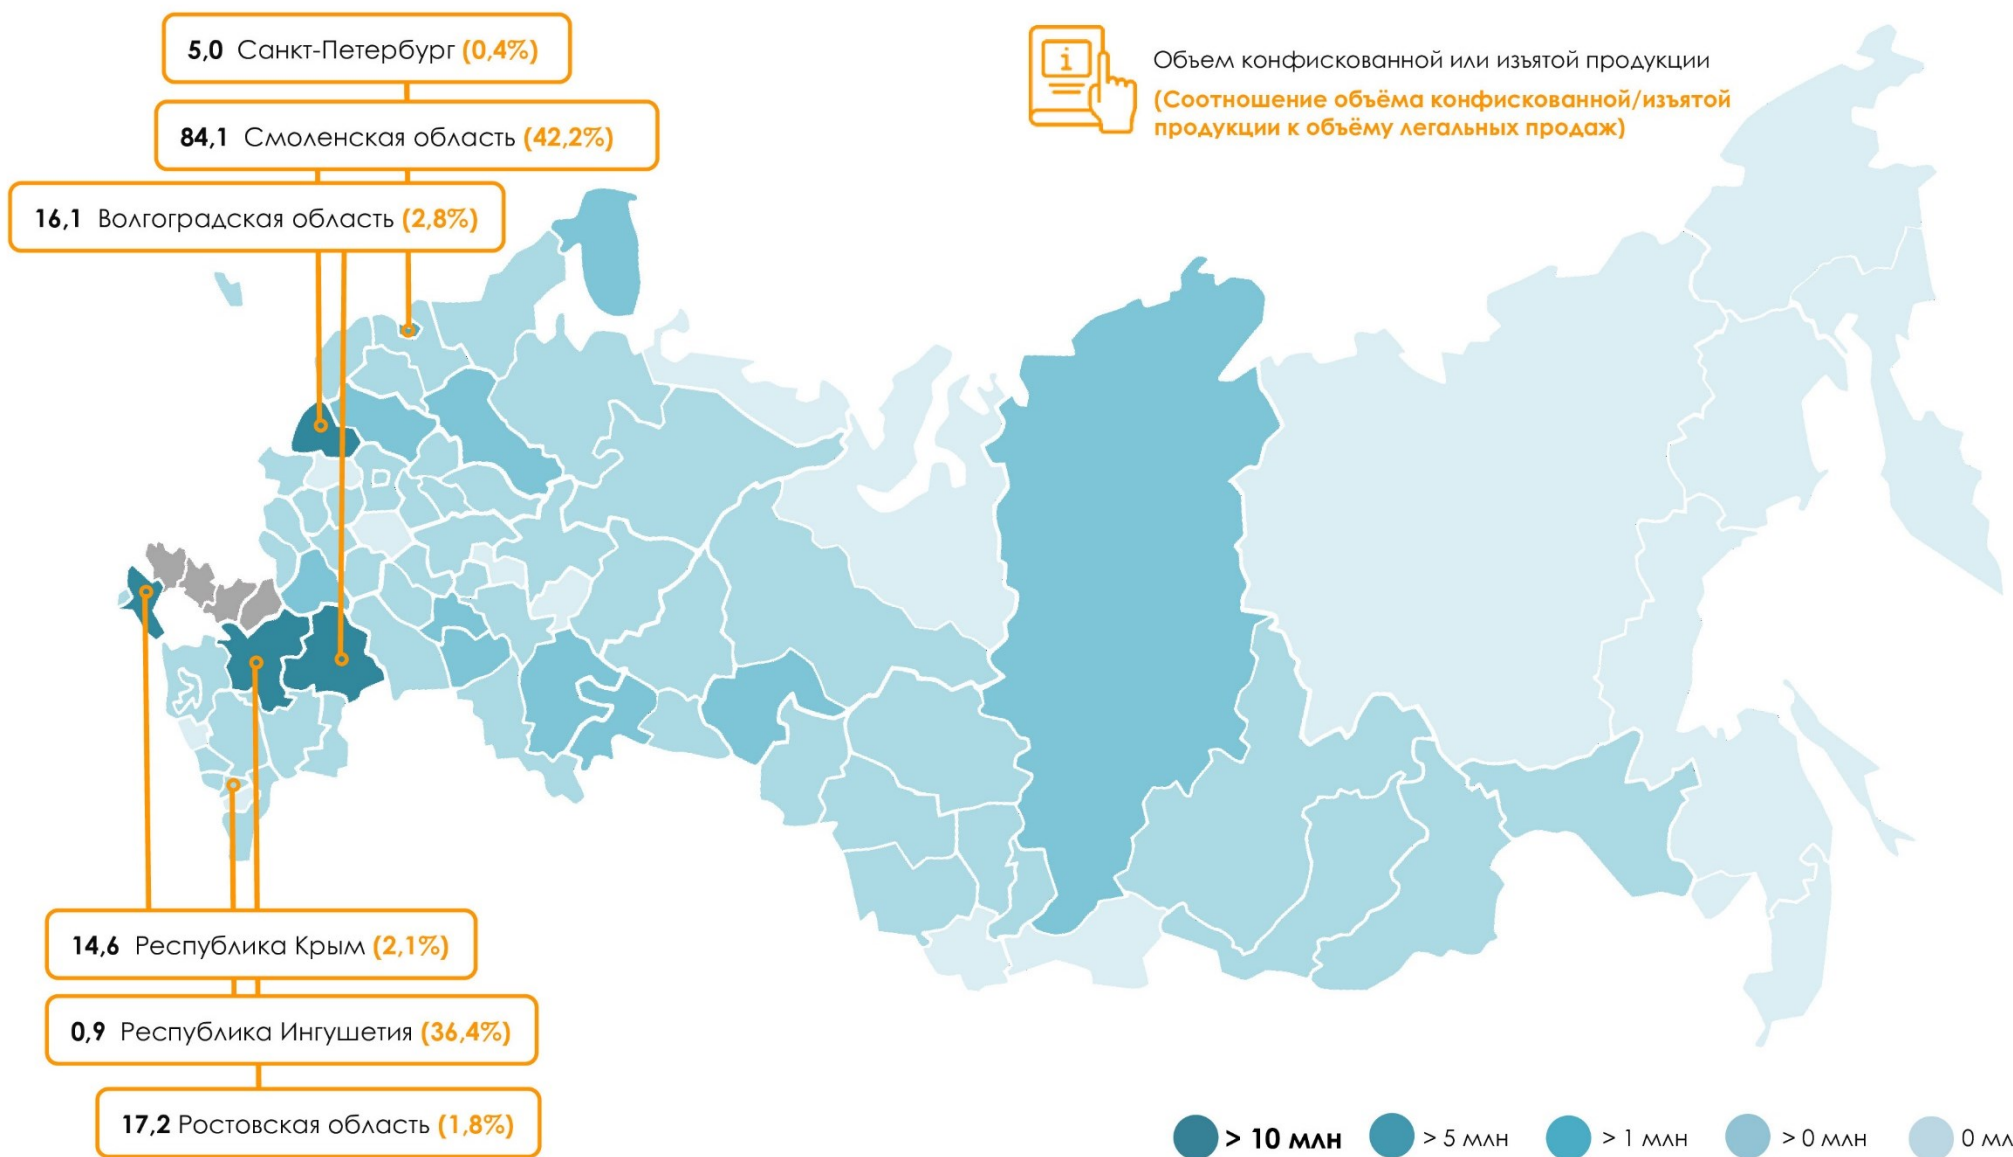 5,0 Санкт-Петербург (0,4%)
84,1 Смоленская область (42,2%)
16,1 Волгоградская область (2,8%)
i
Объем конфискованной или изъятой продукции
(Соотношение объёма конфискованной/изъятой
продукции к объёму легальных продаж)
14,6 Республика Крым (2,1%)
0,9 Республика Ингушетия (36,4%)
17,2 Ростовская область (1,8%)
> 10 млн
> 5 млн
> 1 млн
> 0 млн
0 мл